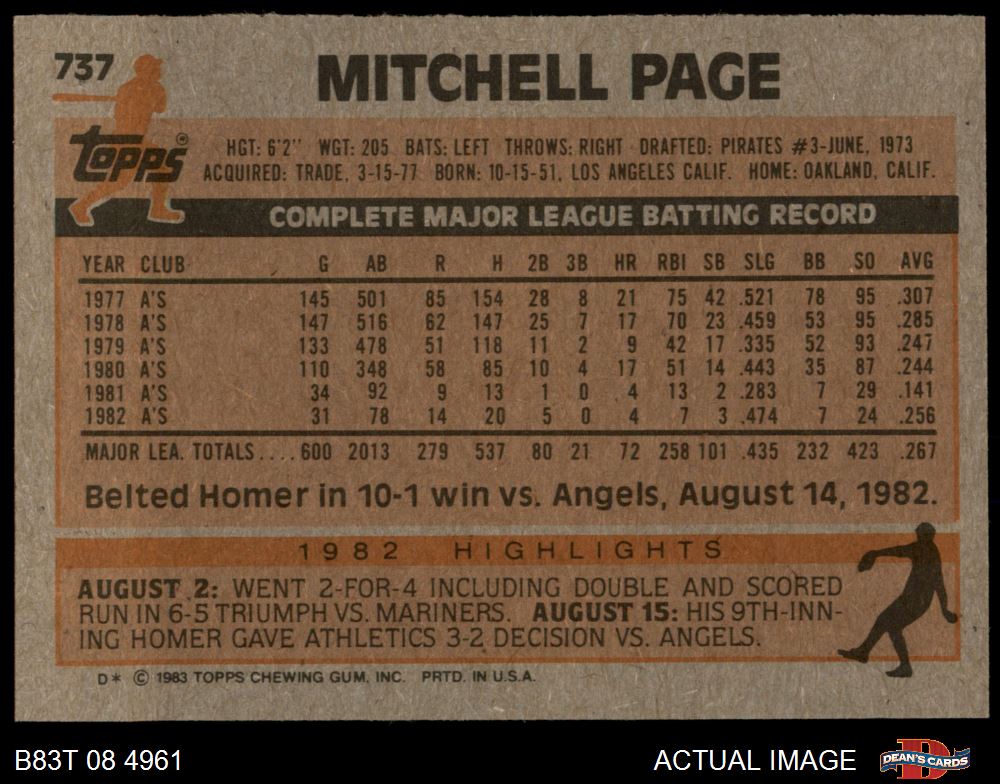 737
MITCHELL PAGE
Topps®
HGT: 6'2" WGT: 205 BATS: LEFT THROWS: RIGHT DRAFTED: PIRATES #3-JUNE, 1973
ACQUIRED: TRADE, 3-15-77 BORN: 10-15-51, LOS ANGELES CALIF. HOME: OAKLAND, CALIF.
COMPLETE MAJOR LEAGUE BATTING RECORD
YEAR CLUB G AB R H 2B 3B HR RBI SB SLG BB SO AVG
1977 A'S 145 501 85 154 28 8 21 75 42 .521 78 95 .307
1978 A'S 147 516 62 147 25 7 17 70 23 .459 53 95 .285
1979 A'S 133 478 51 118 11 2 9 42 17 .335 52 93 .247
1980 A'S 110 348 58 85 10 4 17 51 14 .443 35 87 .244
1981 A'S 34 92 9 13 1 0 4 13 2 .283 7 29 .141
1982 A'S 31 78 14 20 5 0 4 7 3 .474 7 24 .256
MAJOR LEA. TOTALS.... 600 2013 279 537 80 21 72 258 101 .435 232 423 .267
Belted Homer in 10-1 win vs. Angels, August 14, 1982.
1982 HIGHLIGHTS
AUGUST 2: WENT 2-FOR-4 INCLUDING DOUBLE AND SCORED
RUN IN 6-5 TRIUMPH VS. MARINERS. AUGUST 15: HIS 9TH-INN-
ING HOMER GAVE ATHLETICS 3-2 DECISION VS. ANGELS.
D* © 1983 TOPPS CHEWING GUM, INC. PRTD. IN U.S.A.
B83T 08 4961
ACTUAL IMAGE
DEAN'S CARDS